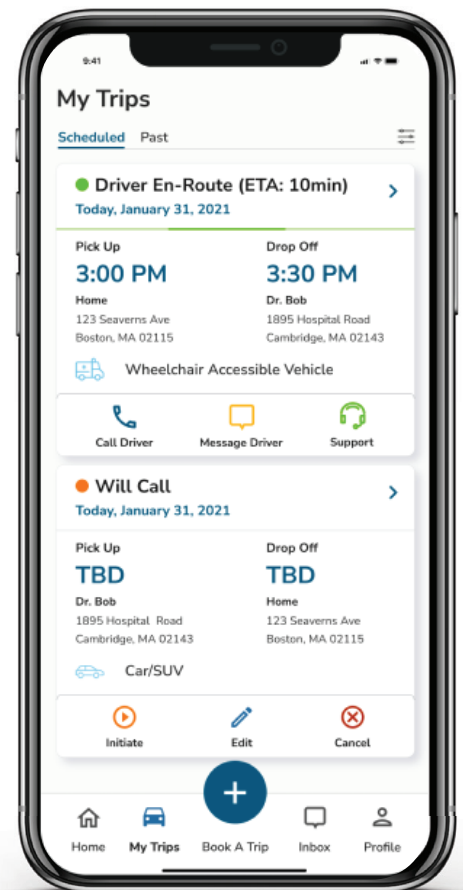 9:41
My Trips
Scheduled Past
Driver En-Route (ETA: 10min)
Today, January 31, 2021
Pick Up
Drop Off
3:00 PM
3:30 PM
Home
Dr. Bob
123 Seaverns Ave
1895 Hospital Road
Boston, MA 02115
Cambridge, MA 02143
Wheelchair Accessible Vehicle
Call Driver
Message Driver
Support
Will Call
Today, January 31, 2021
Pick Up
Drop Off
TBD
TBD
Dr. Bob
Home
1895 Hospital Road
123 Seaverns Ave
Cambridge, MA 02143
Boston, MA 02115
Car/SUV
Initiate
Edit
Cancel
Home
My Trips
Book A Trip
Inbox
Profile